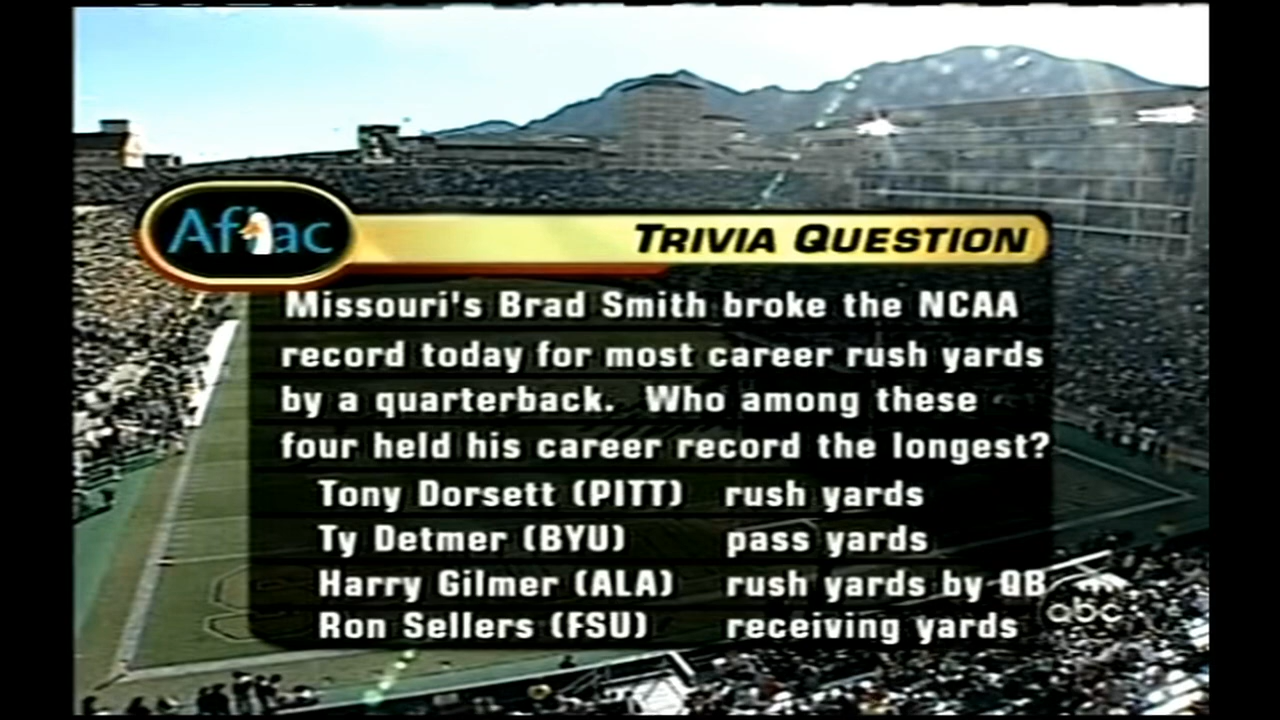 Aflac
TRIVIA QUESTION
Missouri's Brad Smith broke the NCAA
record today for most career rush yards
by a quarterback. Who among these
four held his career record the longest?
Tony Dorsett (PITT) rush yards
Ty Detmer (BYU) pass yards
Harry Gilmer (ALA) rush yards by QB
Ron Sellers (FSU) receiving yards
abc